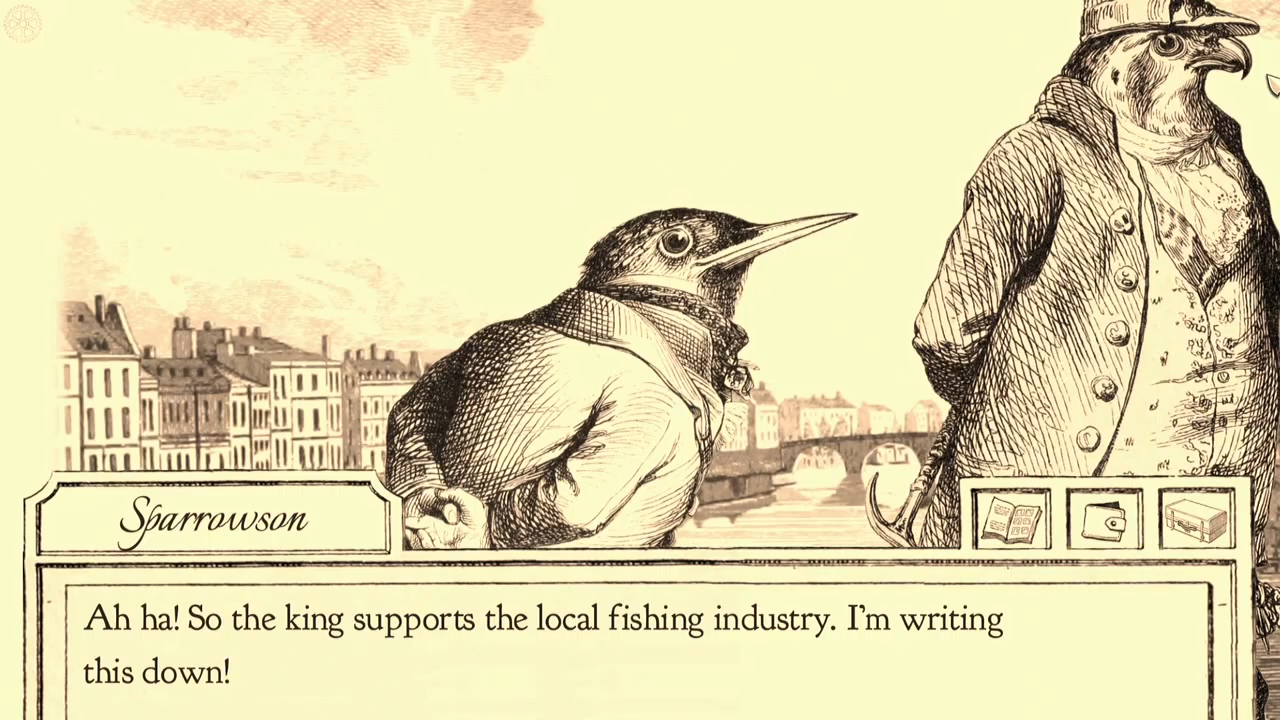 Sparrowson
Ah ha! So the king supports the local fishing industry. I'm writing
this down!